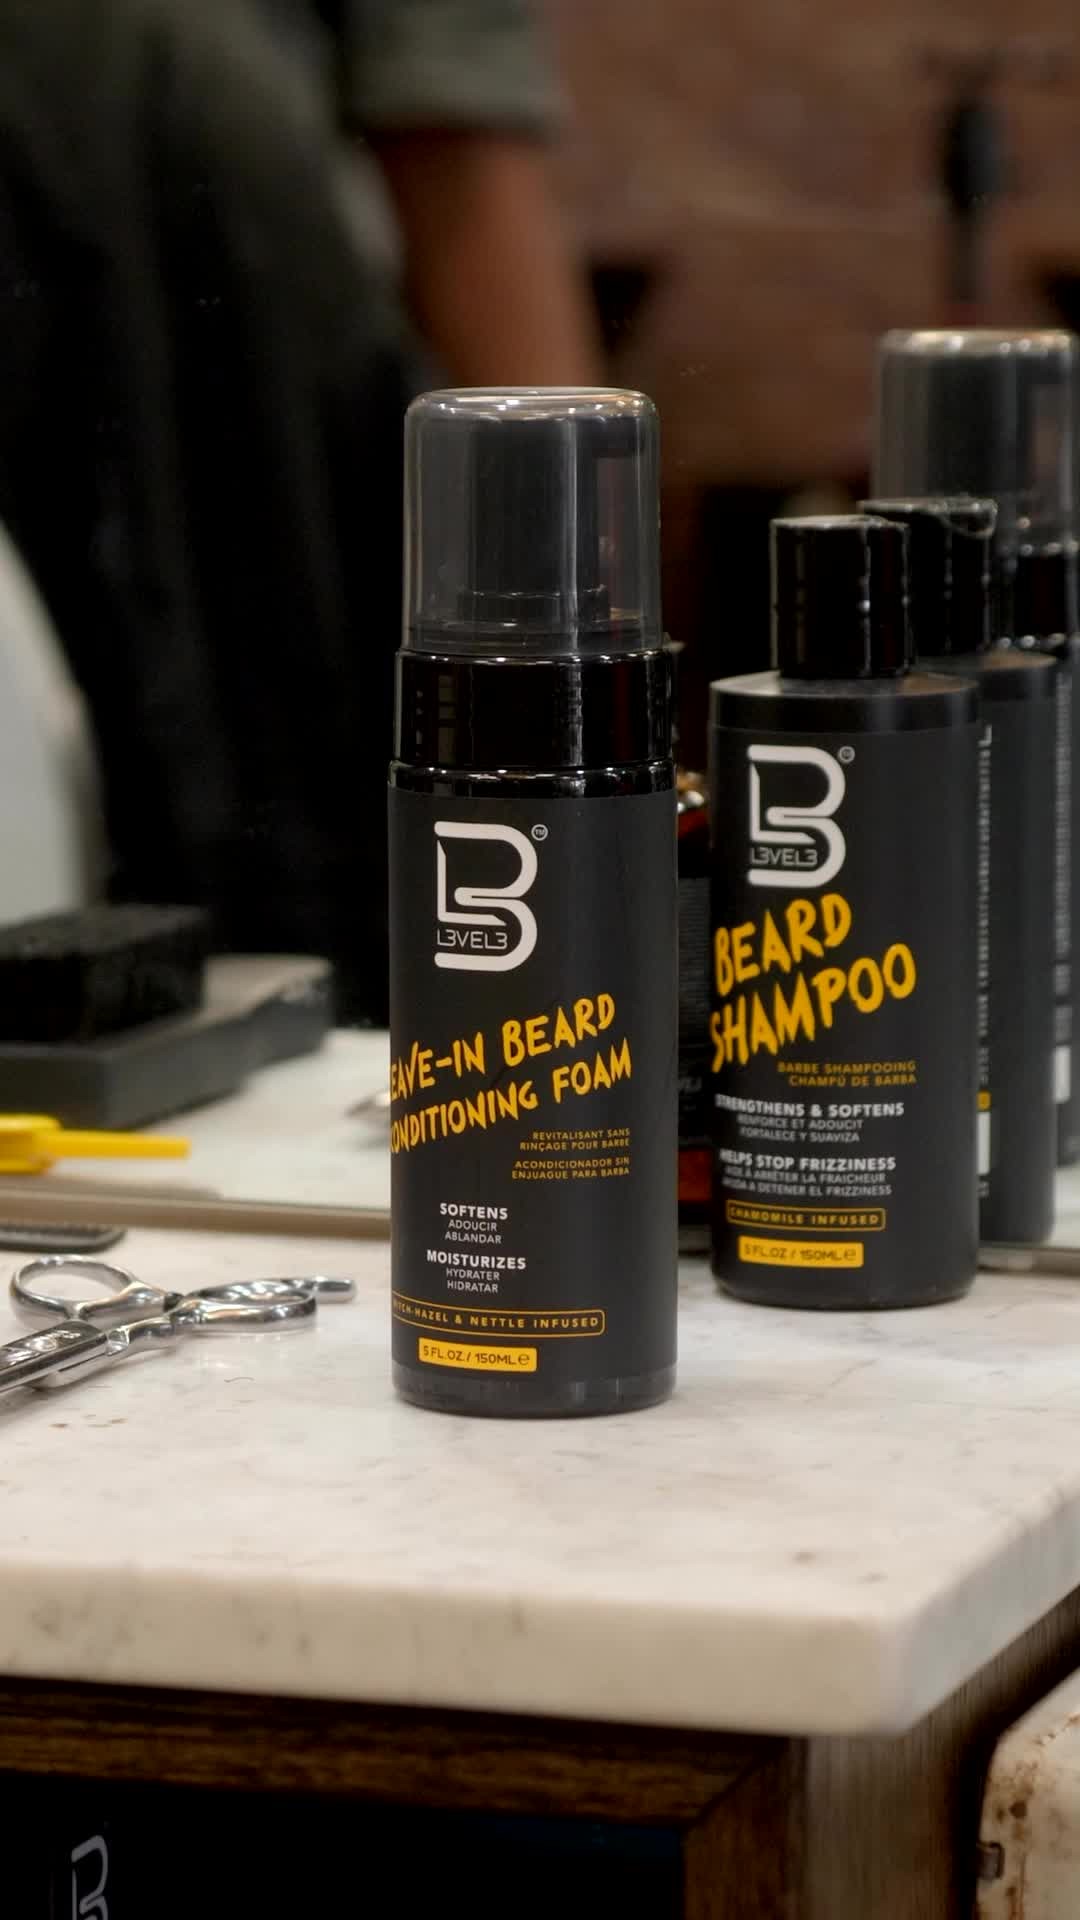 L3VEL3
TM
EAVE-IN BEARD
ONDITIONING FOAM
REVITALISANT SANS
RINÇAGE POUR BARBE
ACONDICIONADOR SIN
ENJUAGUE PARA BARBA
SOFTENS
ADOUCIR
ABLANDAR
MOISTURIZES
HYDRATER
HIDRATAR
ITCH-HAZEL & NETTLE INFUSED
5 FL.OZ./ 150ML e
L3VEL3
BEARD
SHAMPOO
BARBE SHAMPOOING
CHAMPÚ DE BARBA
STRENGTHENS & SOFTENS
RENFORCE ET ADOUCIT
FORTALECE Y SUAVIZA
HELPS STOP FRIZZINESS
AIDE À ARRÊTER LA FRAICHEUR
AYUDA A DETENER EL FRIZZINESS
CHAMOMILE INFUSED
5 FL.OZ / 150ML e